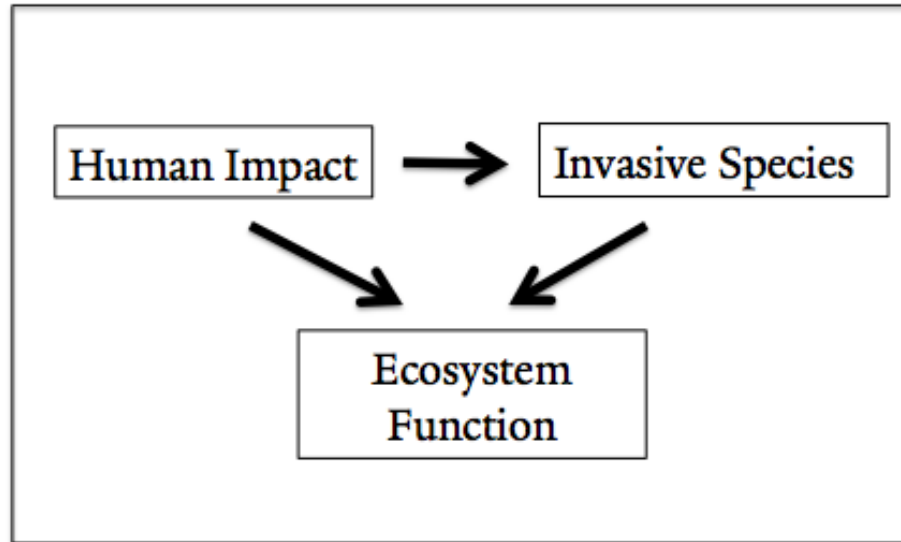 Human Impact
Invasive Species
Ecosystem
Function